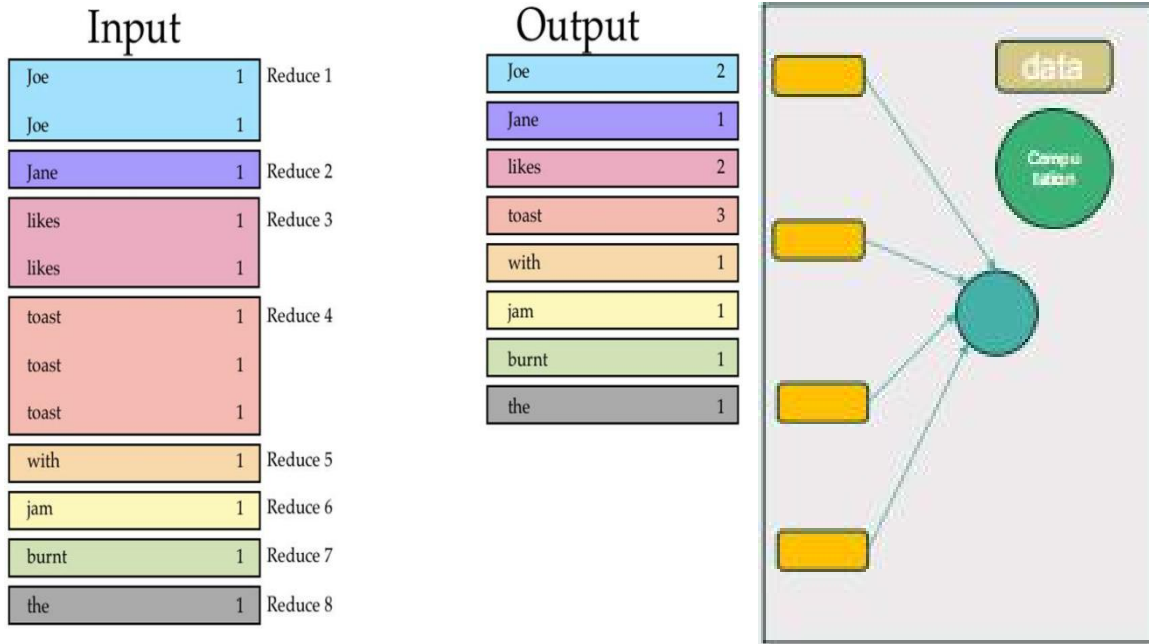 Input
Joe 1 Reduce 1
Joe 1
Jane 1 Reduce 2
likes 1 Reduce 3
likes 1
toast 1 Reduce 4
toast 1
toast 1
with 1 Reduce 5
jam 1 Reduce 6
burnt 1 Reduce 7
the 1 Reduce 8
Output
Joe 2
Jane 1
likes 2
toast 3
with 1
jam 1
burnt 1
the 1
data
Compu
tation